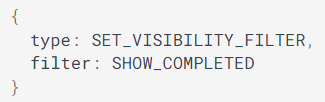 {
  type: SET_VISIBILITY_FILTER,
  filter: SHOW_COMPLETED
}